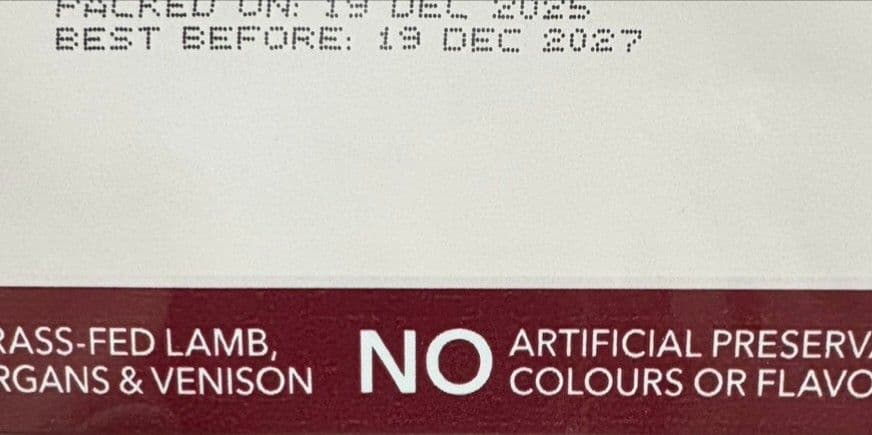 PACKED ON: 19 DEC 2025
BEST BEFORE: 19 DEC 2027
RASS-FED LAMB,
RGANS & VENISON
NO
ARTIFICIAL PRESERVA
COLOURS OR FLAVO